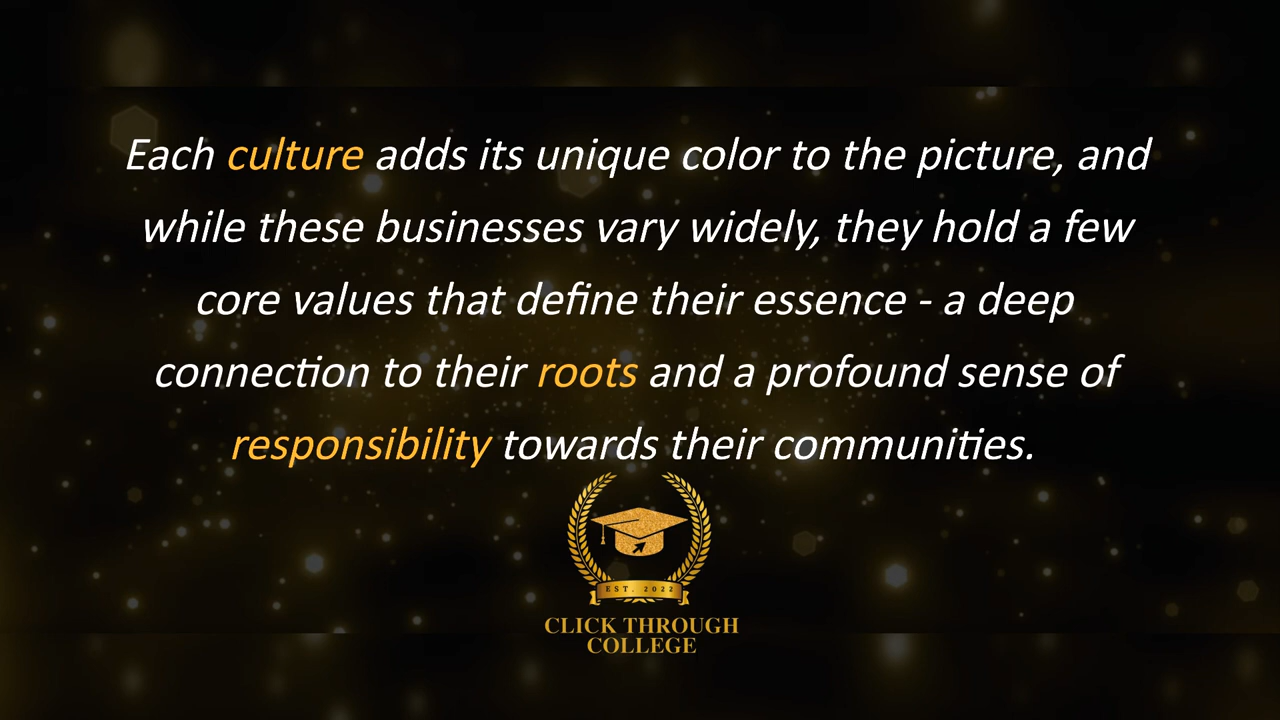 Each culture adds its unique color to the picture, and
while these businesses vary widely, they hold a few
core values that define their essence - a deep
connection to their roots and a profound sense of
responsibility towards their communities.
EST. 2022
CLICK THROUGH
COLLEGE